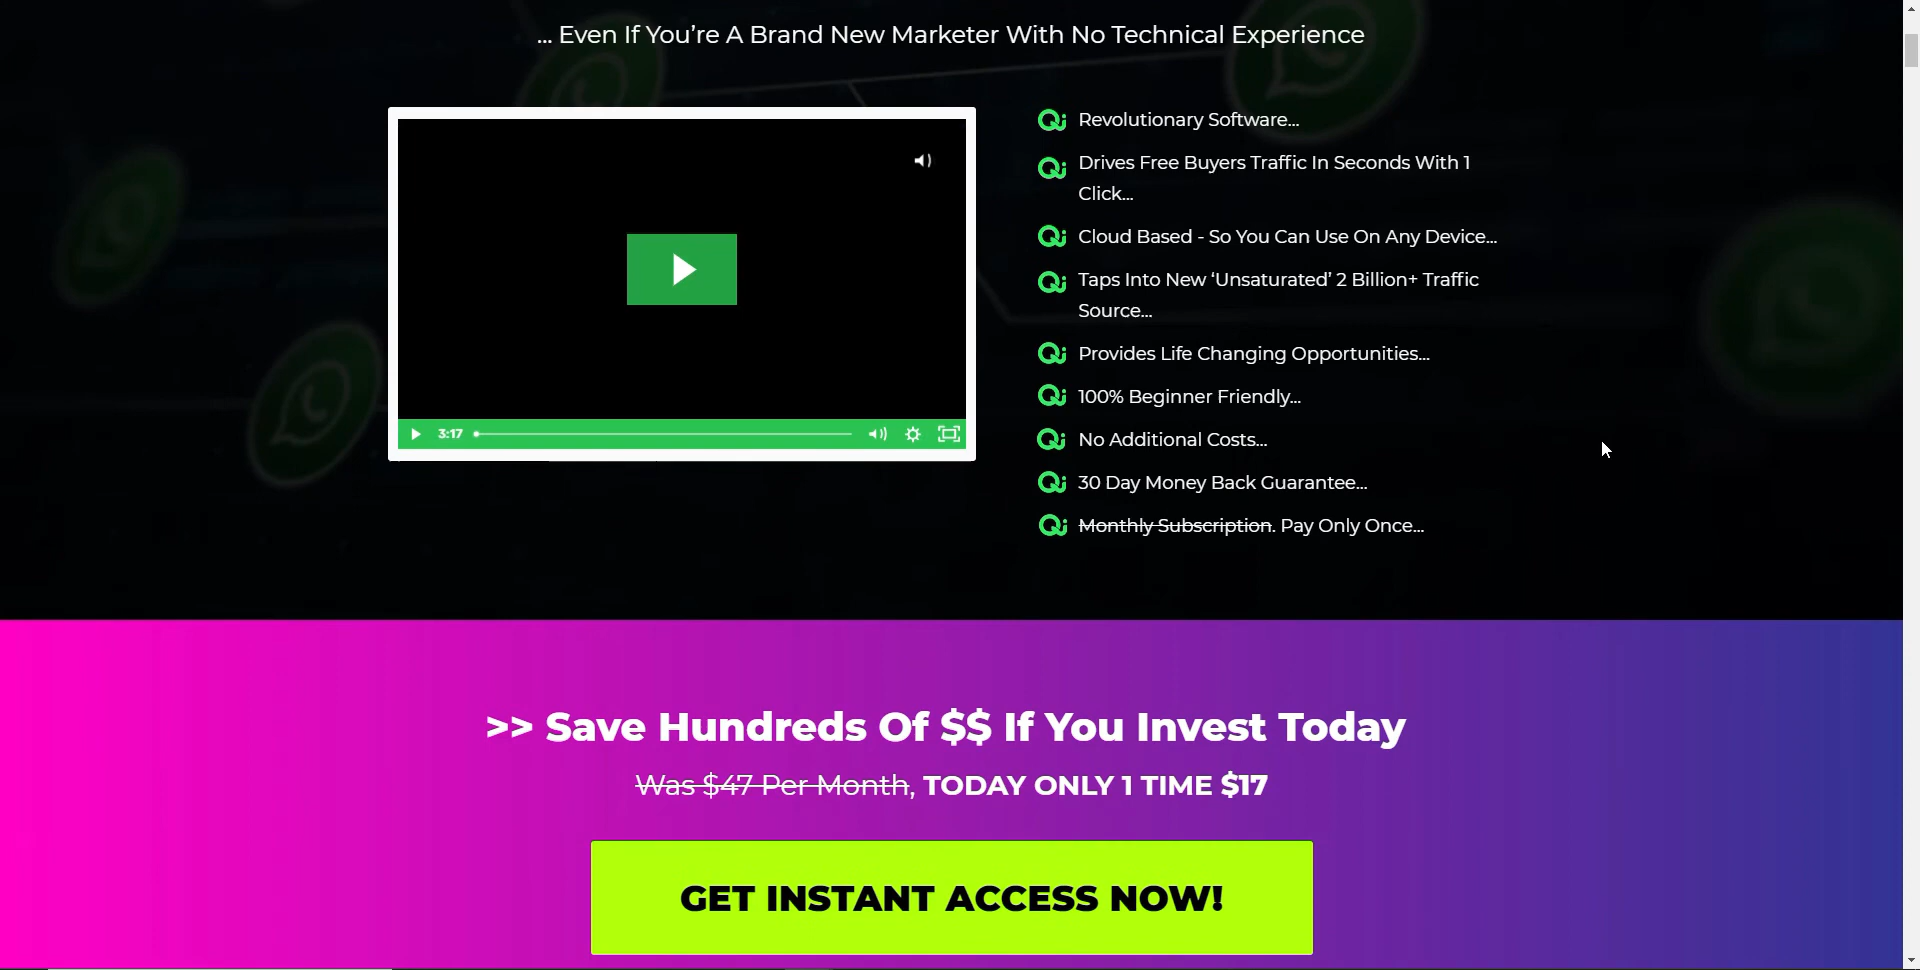 ... Even If You’re A Brand New Marketer With No Technical Experience
Revolutionary Software...
Drives Free Buyers Traffic In Seconds With 1
Click...
Cloud Based - So You Can Use On Any Device...
Taps Into New ‘Unsaturated’ 2 Billion+ Traffic
Source...
Provides Life Changing Opportunities...
100% Beginner Friendly...
No Additional Costs...
30 Day Money Back Guarantee...
Monthly Subscription. Pay Only Once...
3:17
>> Save Hundreds Of $$ If You Invest Today
Was $47 Per Month, TODAY ONLY 1 TIME $17
GET INSTANT ACCESS NOW!